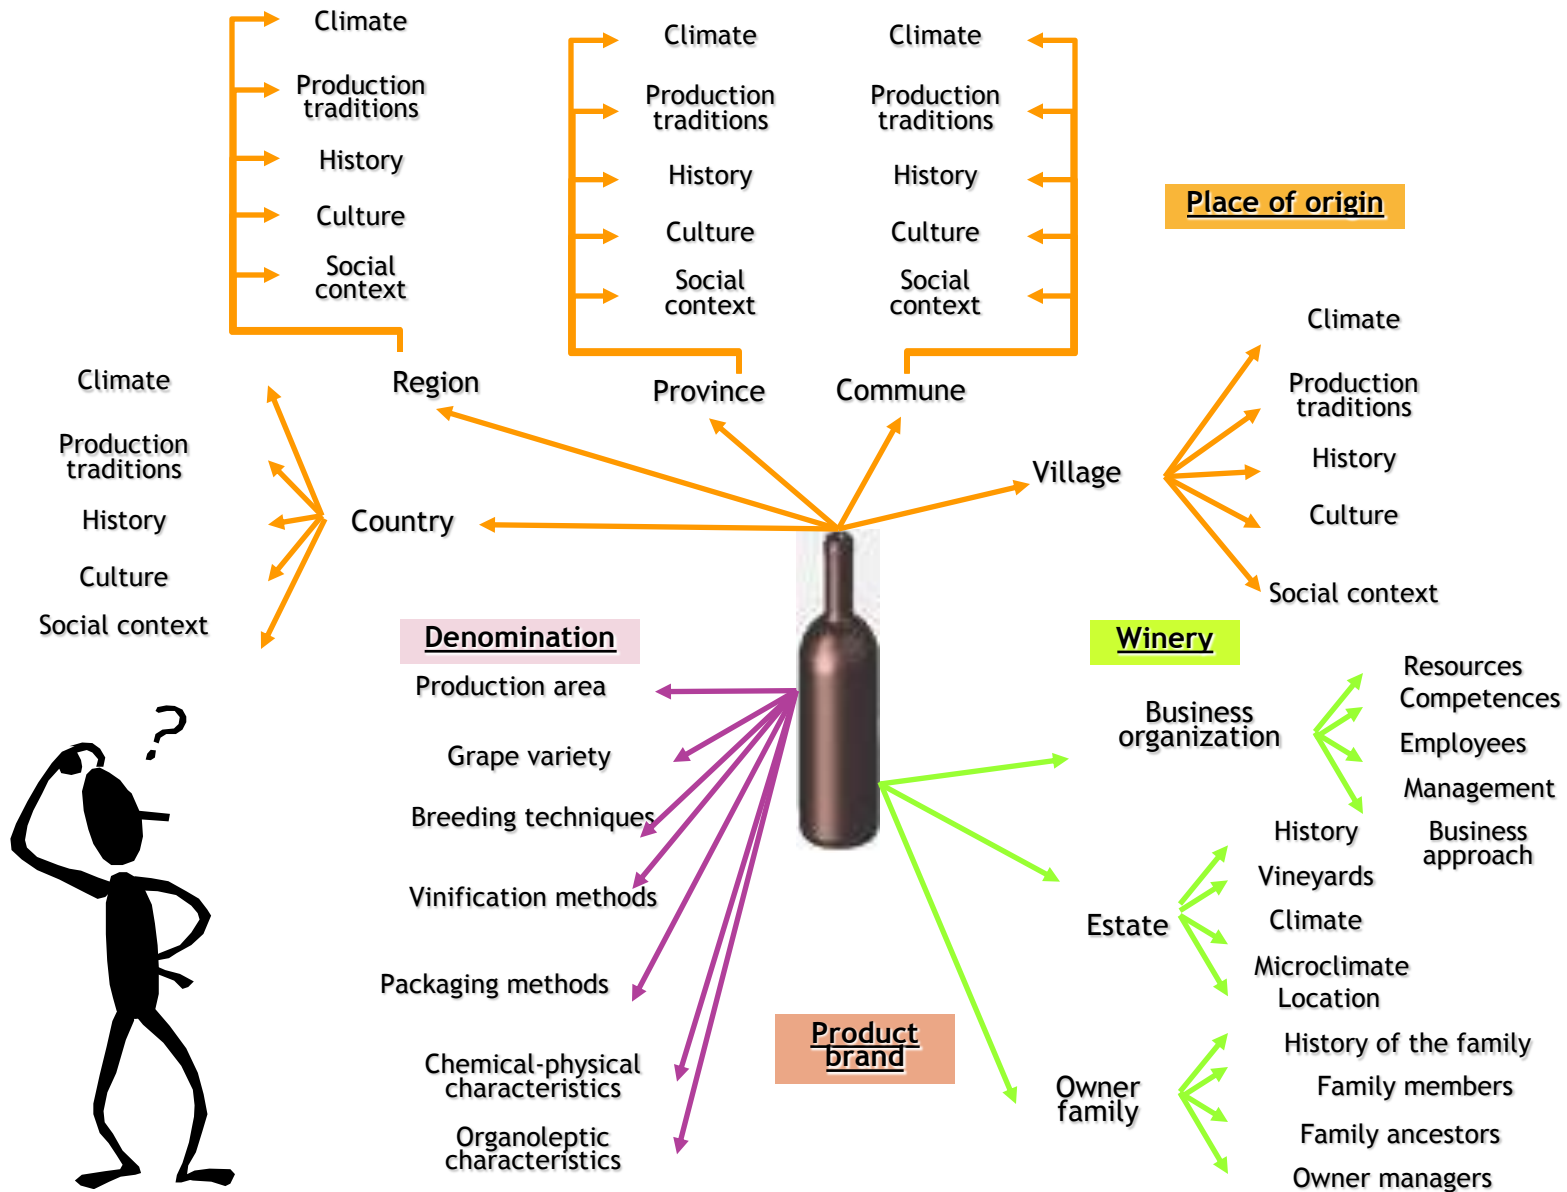 Climate
Production
traditions
History
Culture
Social
context
Region
Climate
Production
traditions
History
Culture
Social
context
Province
Climate
Production
traditions
History
Culture
Social
context
Commune
Place of origin
Climate
Production
traditions
History
Culture
Social context
Village
Climate
Production
traditions
History
Culture
Social context
Country
Denomination
Production area
Grape variety
Breeding techniques
Vinification methods
Packaging methods
Chemical-physical
characteristics
Organoleptic
characteristics
Product
brand
Winery
Business
organization
Resources
Competences
Employees
Management
Business
approach
Estate
History
Vineyards
Climate
Microclimate
Location
Owner
family
History of the family
Family members
Family ancestors
Owner managers
?